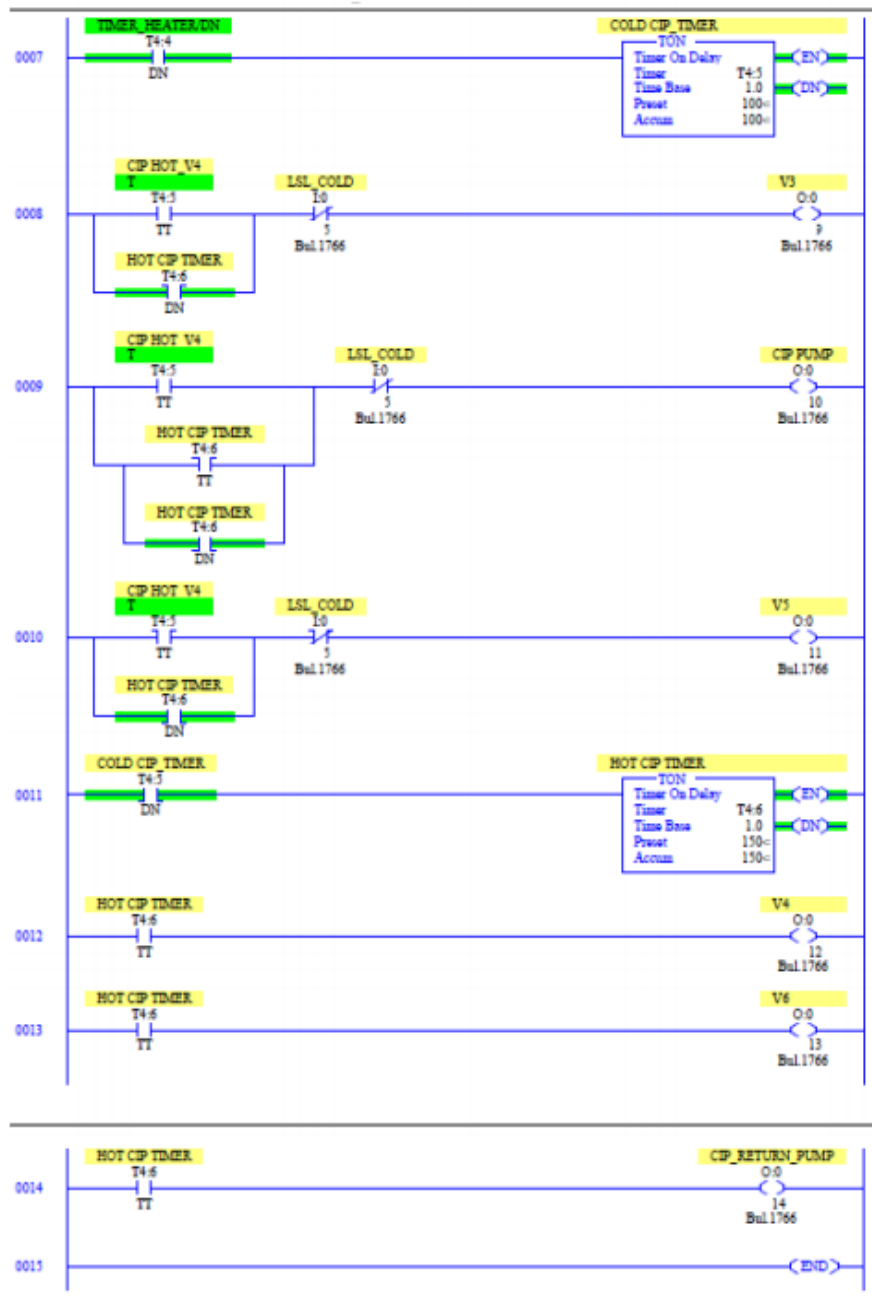 TIMER_HEATER/DN
T4:4
DN
0007
COLD CIP_TIMER
TON
Timer On Delay
Timer T4:5
Time Base 1.0
Preset 100<
Accum 100<
EN
DN
CIP HOT_V4
T
T4:5
TT
LSL_COLD
I:0
5
Bul.1766
V3
O:0
9
Bul.1766
0008
HOT CIP TIMER
T4:6
DN
CIP HOT_V4
T
T4:5
TT
LSL_COLD
I:0
5
Bul.1766
CIP PUMP
O:0
10
Bul.1766
0009
HOT CIP TIMER
T4:6
TT
HOT CIP TIMER
T4:6
DN
CIP HOT_V4
T
T4:5
TT
LSL_COLD
I:0
5
Bul.1766
V5
O:0
11
Bul.1766
0010
HOT CIP TIMER
T4:6
DN
COLD CIP_TIMER
T4:5
DN
0011
HOT CIP TIMER
TON
Timer On Delay
Timer T4:6
Time Base 1.0
Preset 150<
Accum 150<
EN
DN
HOT CIP TIMER
T4:6
TT
0012
V4
O:0
12
Bul.1766
HOT CIP TIMER
T4:6
TT
0013
V6
O:0
13
Bul.1766
HOT CIP TIMER
T4:6
TT
0014
CIP_RETURN_PUMP
O:0
14
Bul.1766
0015
END